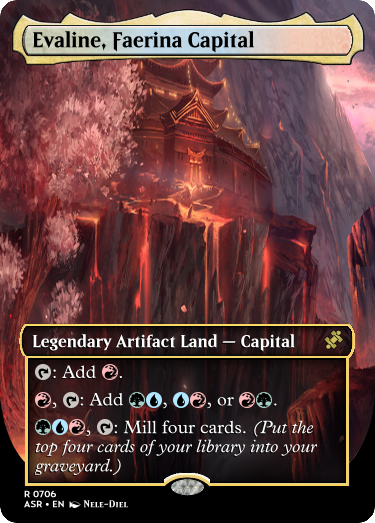 Evaline, Faerina Capital
Legendary Artifact Land — Capital
{T}: Add {R}.
{R}, {T}: Add {G}{U}, {U}{R}, or {R}{G}.
{G}{U}{R}, {T}: Mill four cards. (Put the
top four cards of your library into your
graveyard.)
R 0706
ASR • EN Nele-Diel